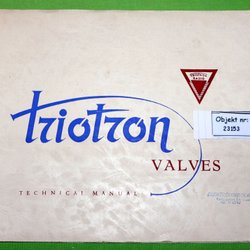 Objekt nr:
23153
triotron
VALVES
TECHNICAL MANUAL